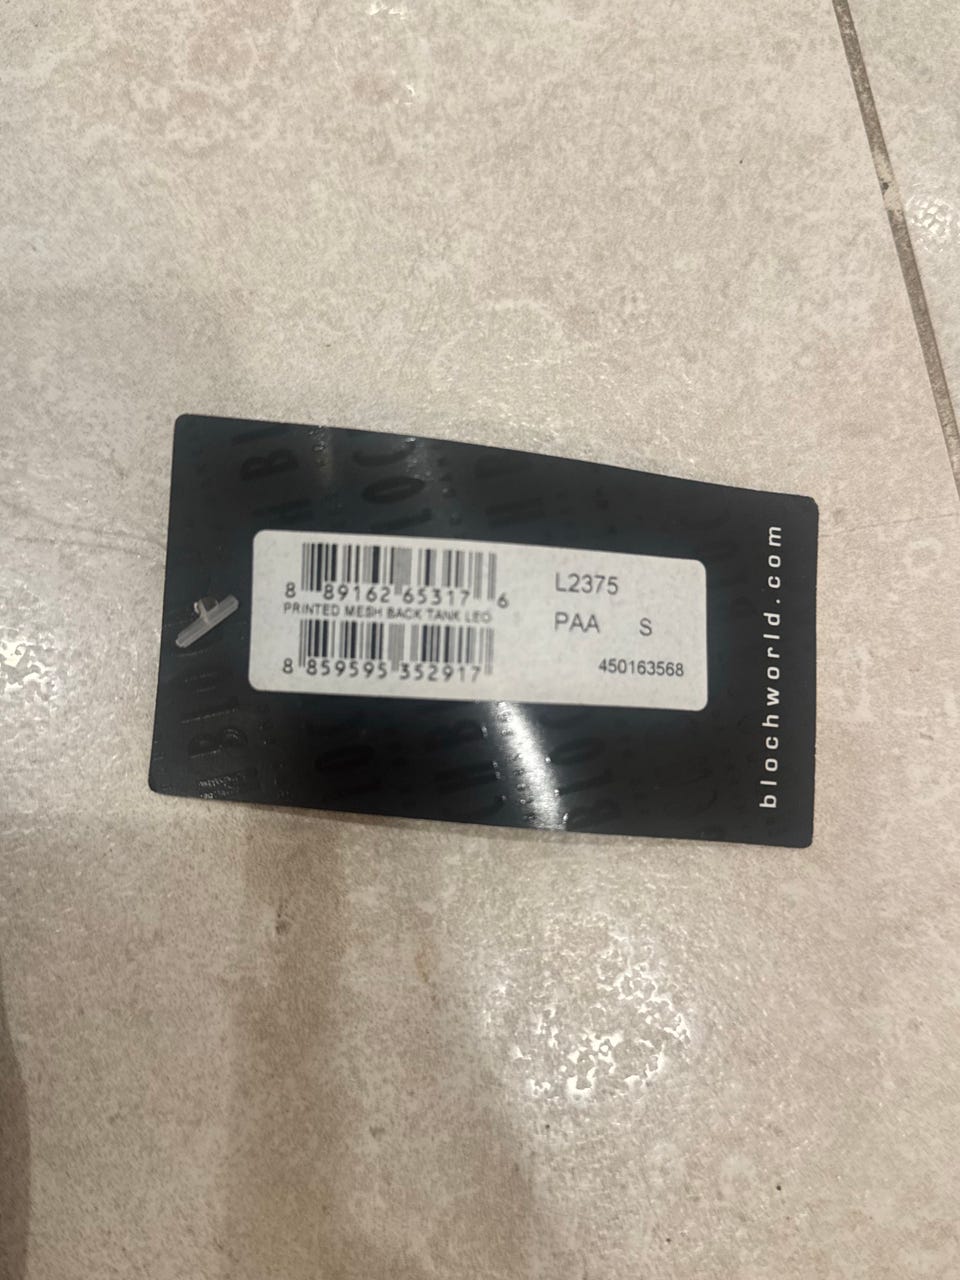 8 89162 65317 6
PRINTED MESH BACK TANK LEO
8 859595 352917
L2375
PAA S
450163568
blochworld.com